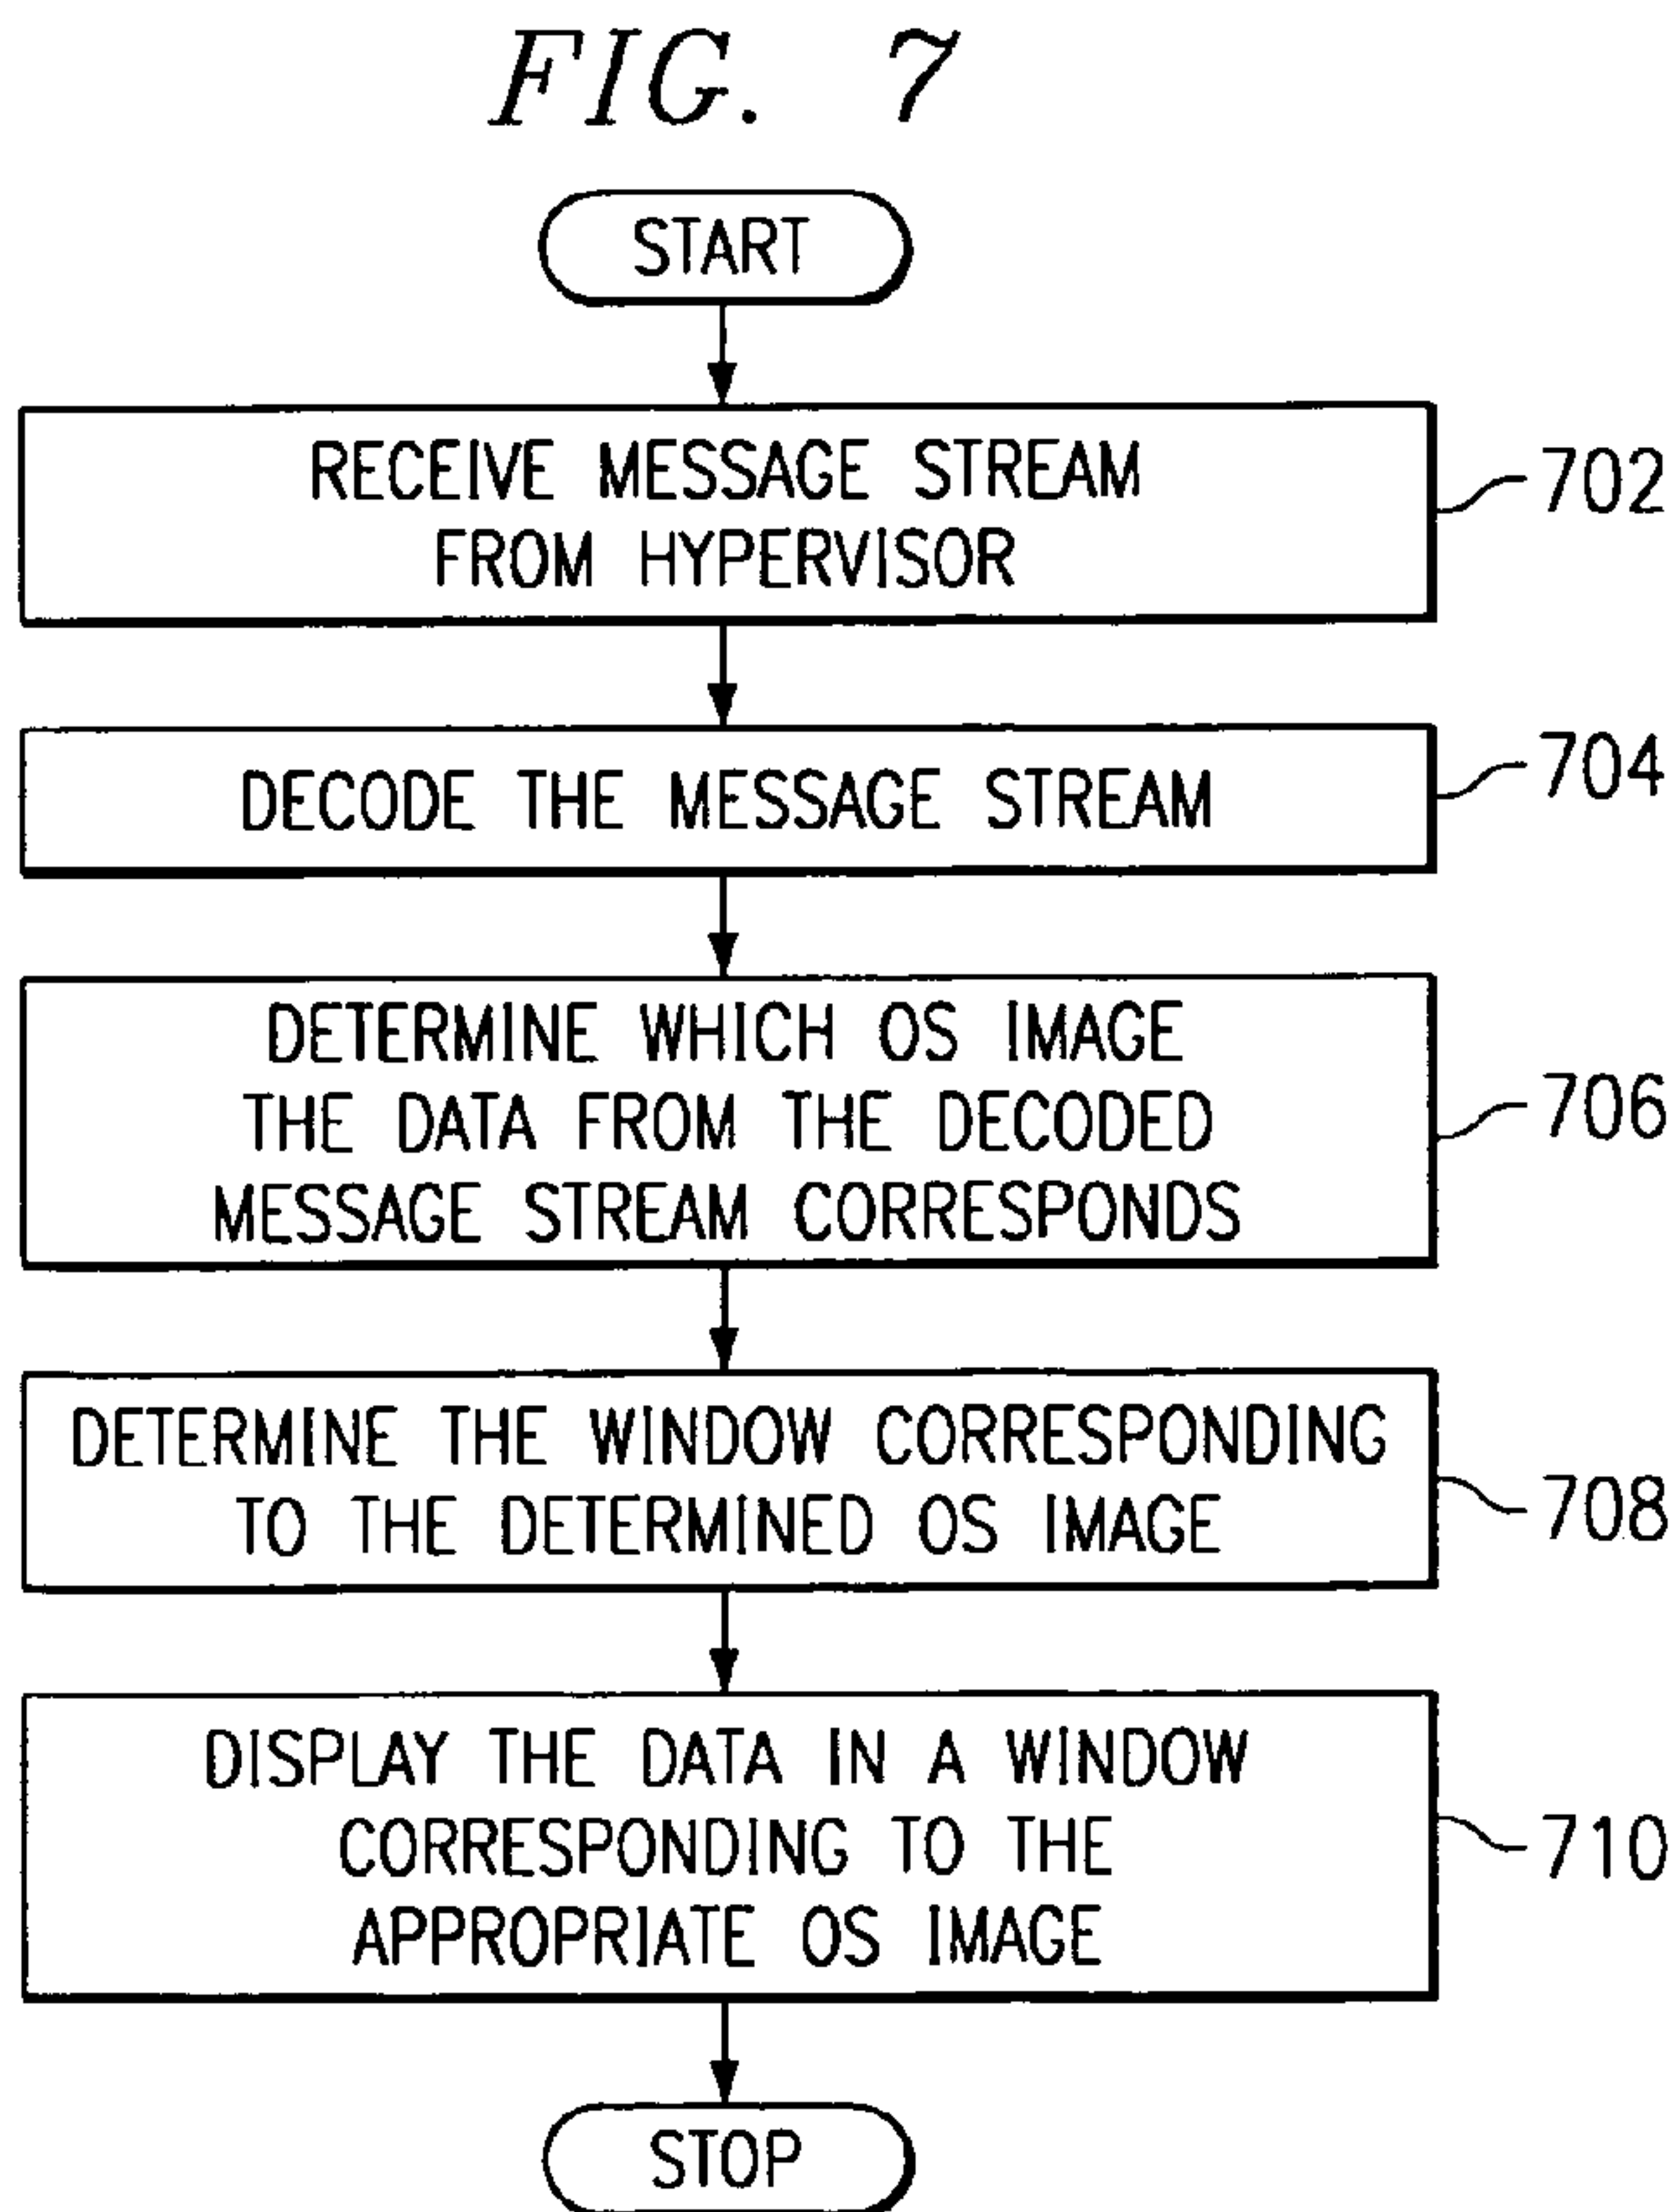 FIG. 7
START
RECEIVE MESSAGE STREAM
FROM HYPERVISOR
702
DECODE THE MESSAGE STREAM
704
DETERMINE WHICH OS IMAGE
THE DATA FROM THE DECODED
MESSAGE STREAM CORRESPONDS
706
DETERMINE THE WINDOW CORRESPONDING
TO THE DETERMINED OS IMAGE
708
DISPLAY THE DATA IN A WINDOW
CORRESPONDING TO THE
APPROPRIATE OS IMAGE
710
STOP